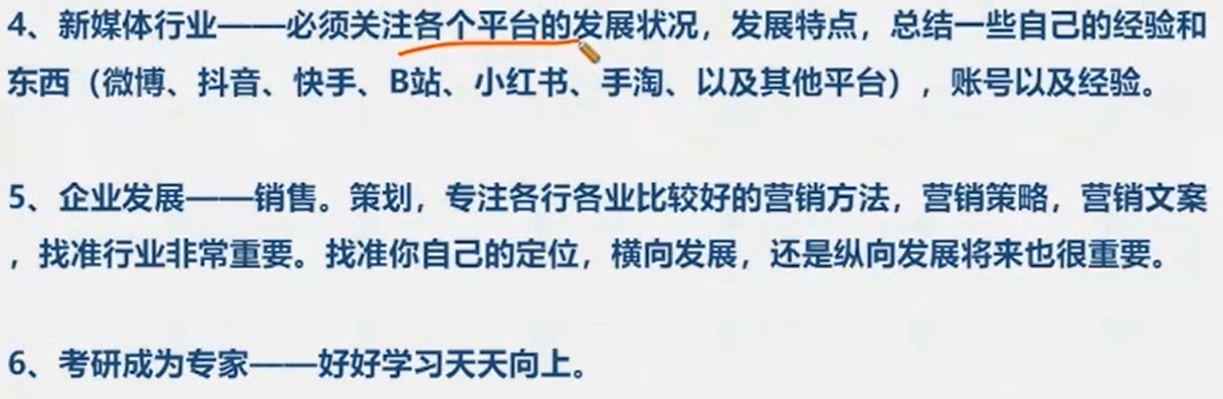 4、新媒体行业——必须关注各个平台的发展状况，发展特点，总结一些自己的经验和
东西（微博、抖音、快手、B站、小红书、手淘、以及其他平台），账号以及经验。
5、企业发展——销售。策划，专注各行各业比较好的营销方法，营销策略，营销文案
，找准行业非常重要。找准你自己的定位，横向发展，还是纵向发展将来也很重要。
6、考研成为专家——好好学习天天向上。